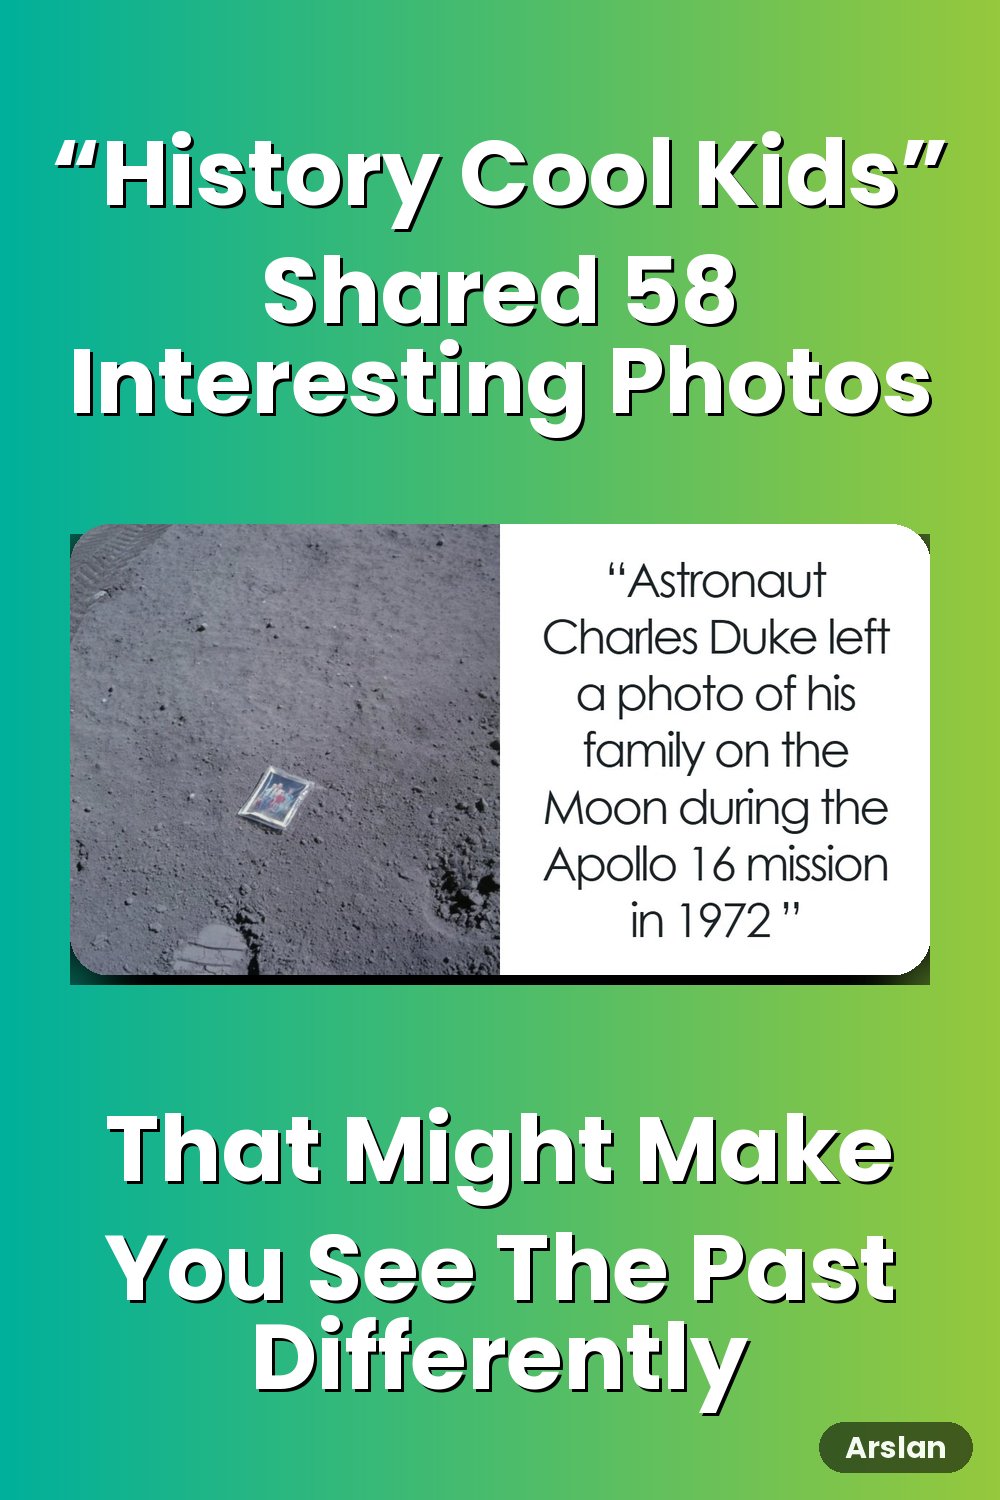 “History Cool Kids”
Shared 58
Interesting Photos
“Astronaut
Charles Duke left
a photo of his
family on the
Moon during the
Apollo 16 mission
in 1972 ”
That Might Make
You See The Past
Differently
Arslan